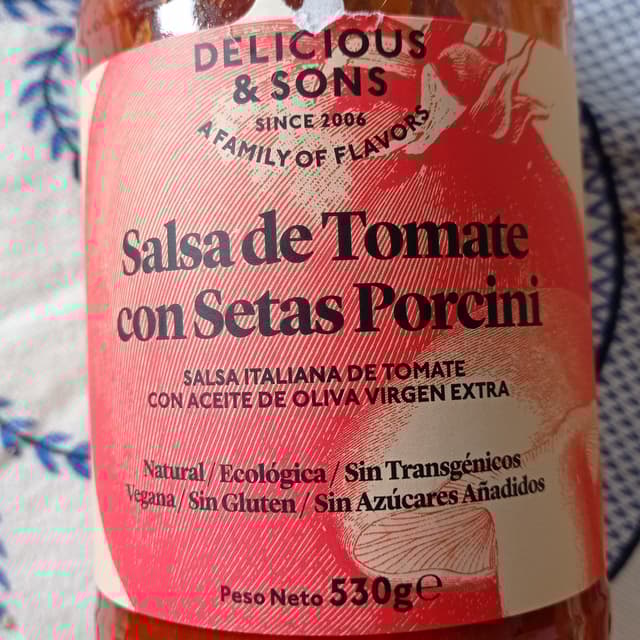 DELICIOUS
& SONS
SINCE 2006
A FAMILY OF FLAVORS
Salsa de Tomate
con Setas Porcini
SALSA ITALIANA DE TOMATE
CON ACEITE DE OLIVA VIRGEN EXTRA
Natural / Ecológica / Sin Transgénicos
Vegana / Sin Gluten / Sin Azúcares Añadidos
Peso Neto 530g℮